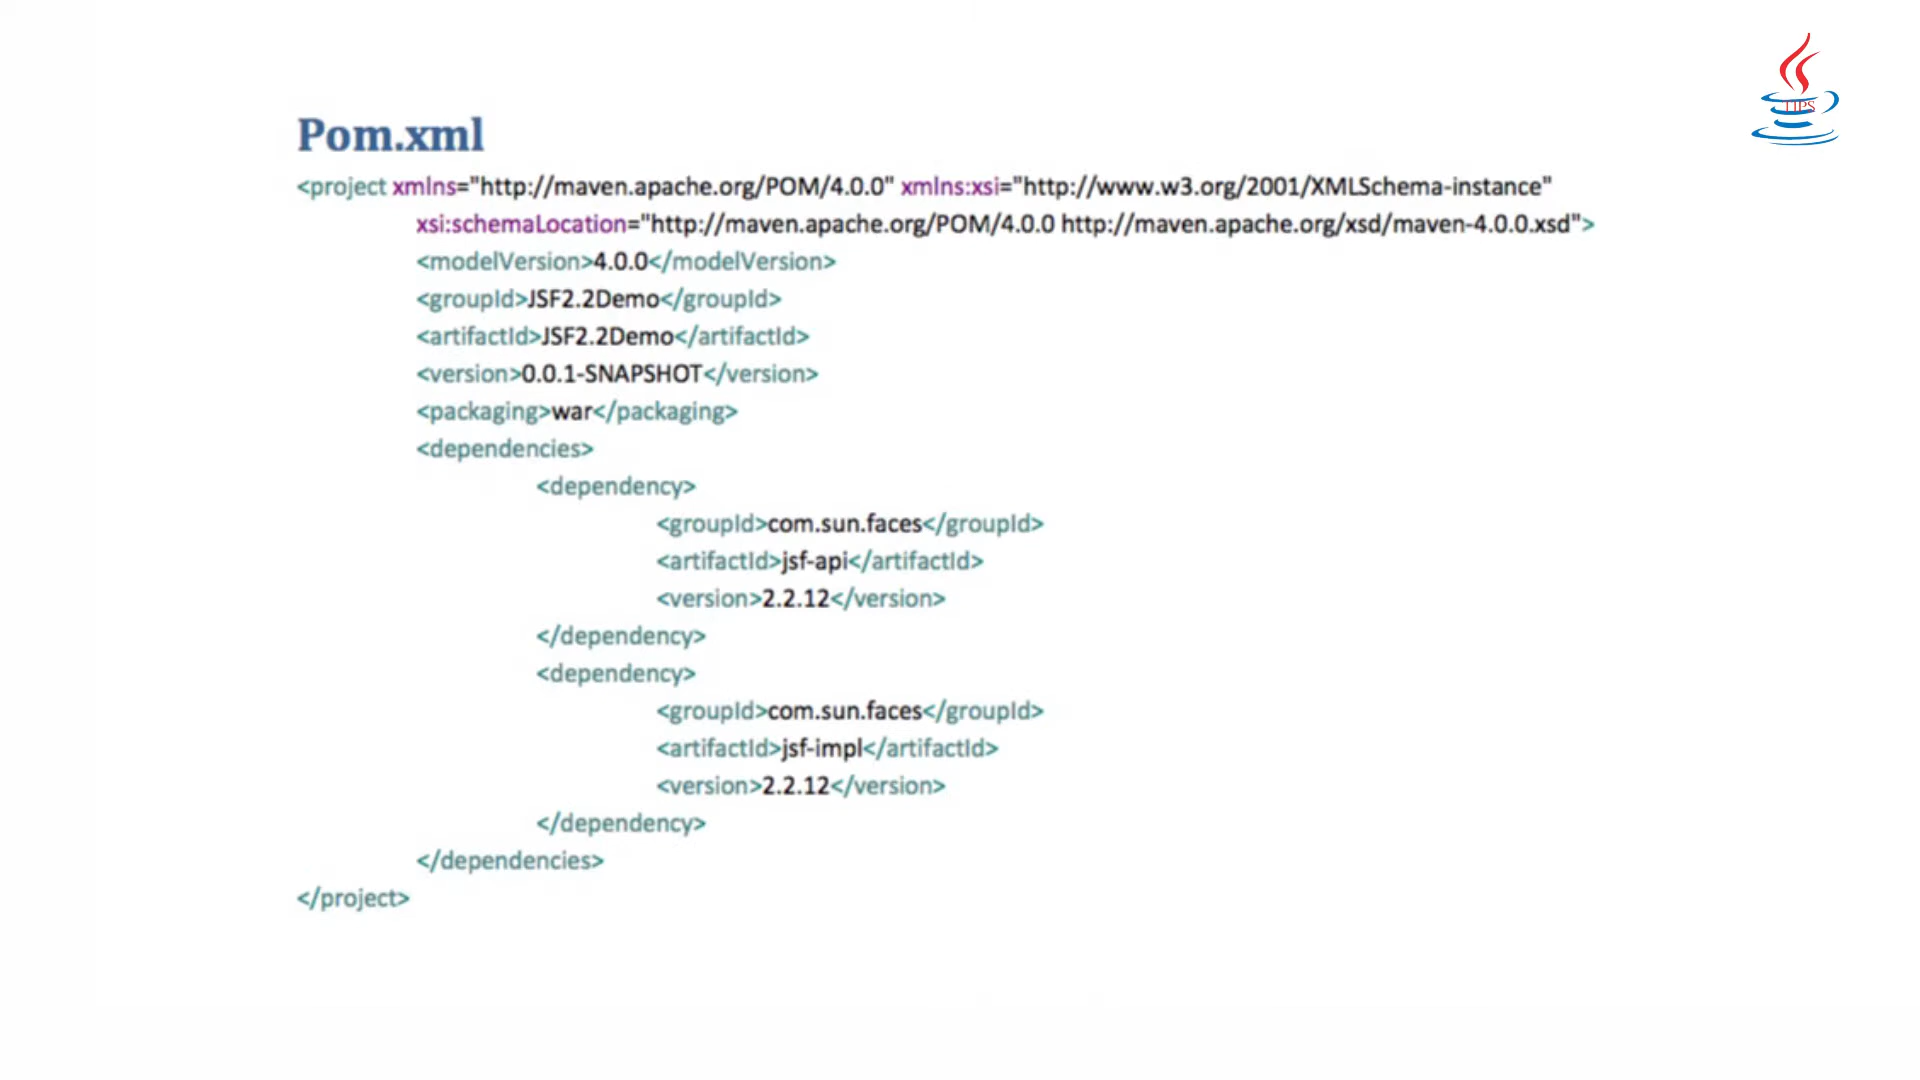 TIPS
Pom.xml
<project xmlns="http://maven.apache.org/POM/4.0.0" xmlns:xsi="http://www.w3.org/2001/XMLSchema-instance"
xsi:schemaLocation="http://maven.apache.org/POM/4.0.0 http://maven.apache.org/xsd/maven-4.0.0.xsd">
<modelVersion>4.0.0</modelVersion>
<groupId>JSF2.2Demo</groupId>
<artifactId>JSF2.2Demo</artifactId>
<version>0.0.1-SNAPSHOT</version>
<packaging>war</packaging>
<dependencies>
<dependency>
<groupId>com.sun.faces</groupId>
<artifactId>jsf-api</artifactId>
<version>2.2.12</version>
</dependency>
<dependency>
<groupId>com.sun.faces</groupId>
<artifactId>jsf-impl</artifactId>
<version>2.2.12</version>
</dependency>
</dependencies>
</project>